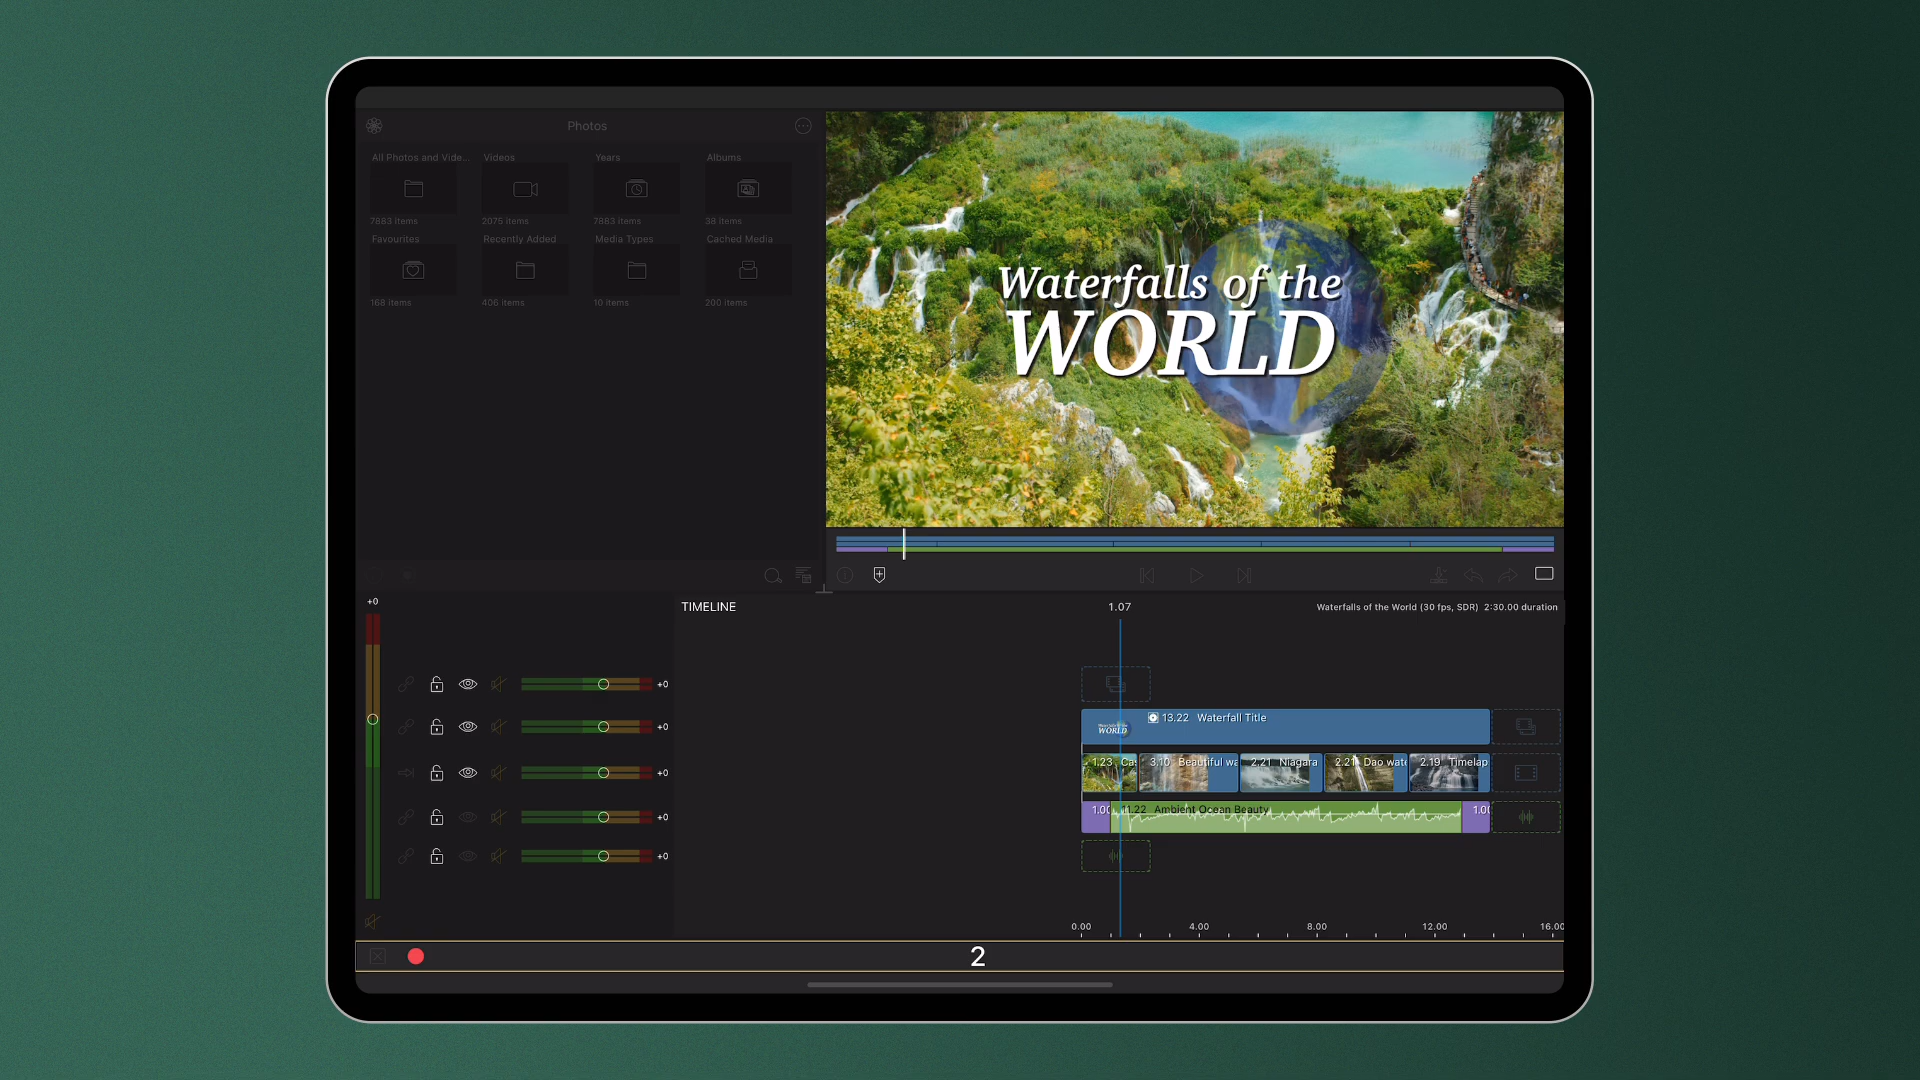 Photos
All Photos and Vide...
Videos
Years
Albums
7883 items
2075 items
7883 items
38 items
Favourites
Recently Added
Media Types
Cached Media
168 items
406 items
10 items
200 items
Waterfalls of the
WORLD
+0
TIMELINE
1.07
Waterfalls of the World (30 fps, SDR) 2:30.00 duration
+0
+0
WORLD
13.22 Waterfall Title
+0
1.23 Ca
3.10 Beautiful wa
2.21 Niagara
2.21 Dao wate
2.19 Timelap
+0
1.00
11.22 Ambient Ocean Beauty
1.00
+0
0.00
4.00
8.00
12.00
16.00
2